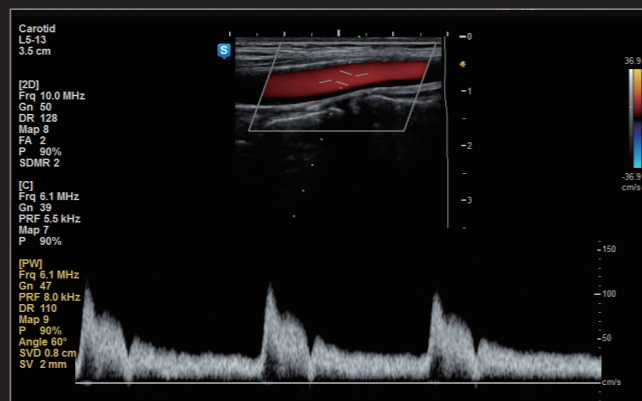 Carotid
L5-13
3.5 cm
[2D]
Frq 10.0 MHz
Gn 50
DR 128
Map 8
FA 2
P 90%
SDMR 2
[C]
Frq 6.1 MHz
Gn 39
PRF 5.5 kHz
Map 7
P 90%
[PW]
Frq 6.1 MHz
Gn 47
PRF 8.0 kHz
DR 110
Map 9
P 90%
Angle 60°
SVD 0.8 cm
SV 2 mm
S
0
1
2
3
36.9
-36.9
cm/s
150
100
50
cm/s